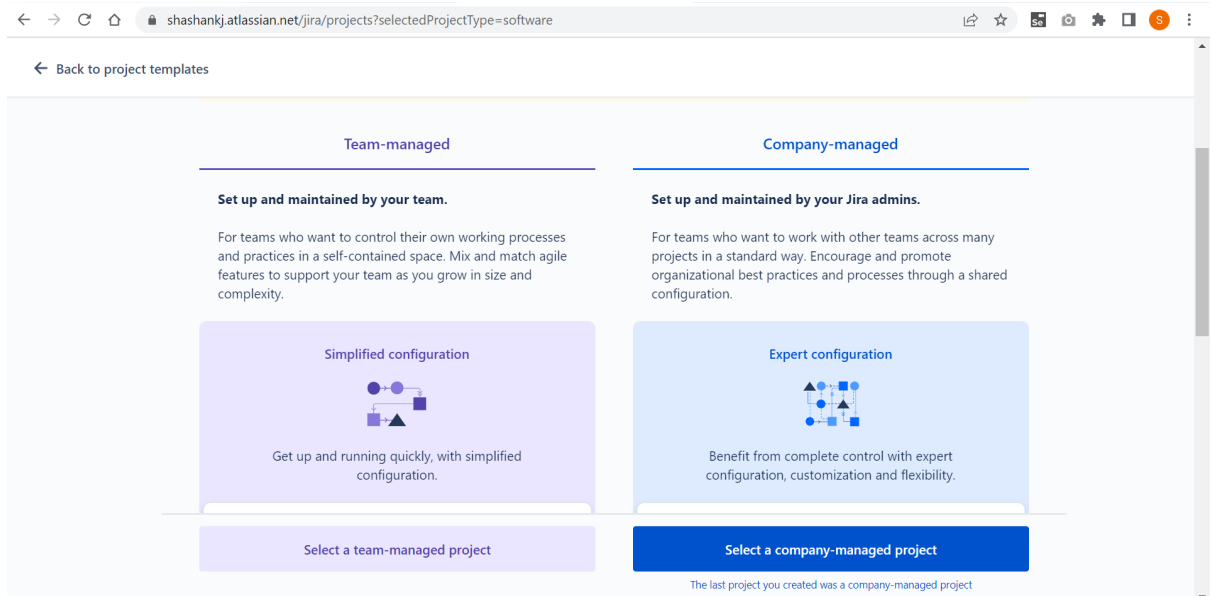 shashankj.atlassian.net/jira/projects?selectedProjectType=software
Se
S
Back to project templates
Team-managed
Set up and maintained by your team.
For teams who want to control their own working processes
and practices in a self-contained space. Mix and match agile
features to support your team as you grow in size and
complexity.
Simplified configuration
Get up and running quickly, with simplified
configuration.
Select a team-managed project
Company-managed
Set up and maintained by your Jira admins.
For teams who want to work with other teams across many
projects in a standard way. Encourage and promote
organizational best practices and processes through a shared
configuration.
Expert configuration
Benefit from complete control with expert
configuration, customization and flexibility.
Select a company-managed project
The last project you created was a company-managed project